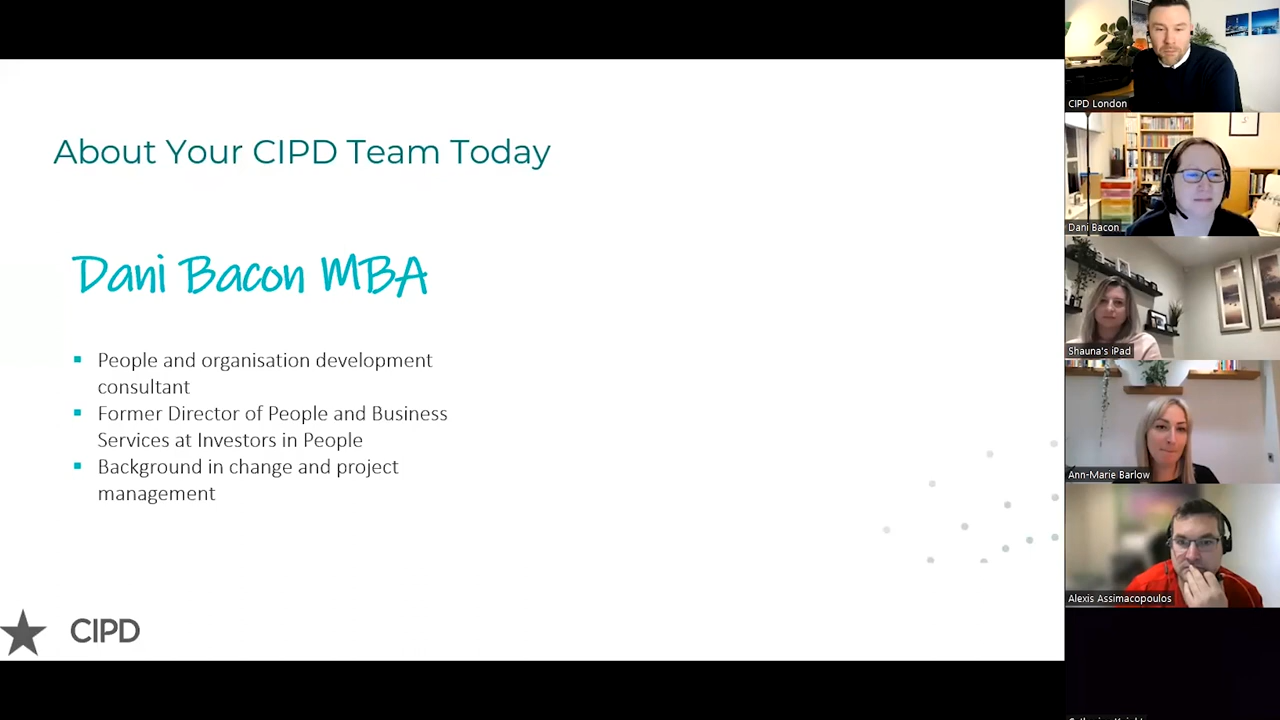 About Your CIPD Team Today
Dani Bacon MBA
People and organisation development
consultant
Former Director of People and Business
Services at Investors in People
Background in change and project
management
CIPD
CIPD London
Dani Bacon
Shauna's iPad
Ann-Marie Barlow
Alexis Assimacopoulos